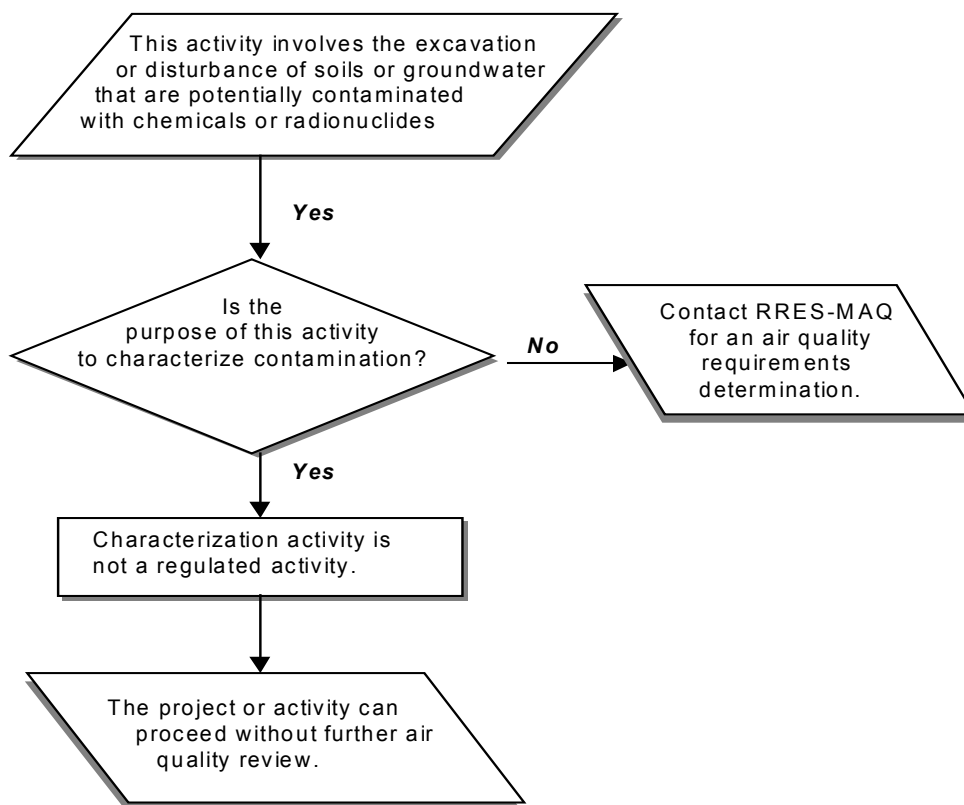 This activity involves the excavation
or disturbance of soils or groundwater
that are potentially contaminated
with chemicals or radionuclides
Yes
Is the
purpose of this activity
to characterize contamination?
No
Contact RRES-MAQ
for an air quality
requirements
determination.
Yes
Characterization activity is
not a regulated activity.
The project or activity can
proceed without further air
quality review.